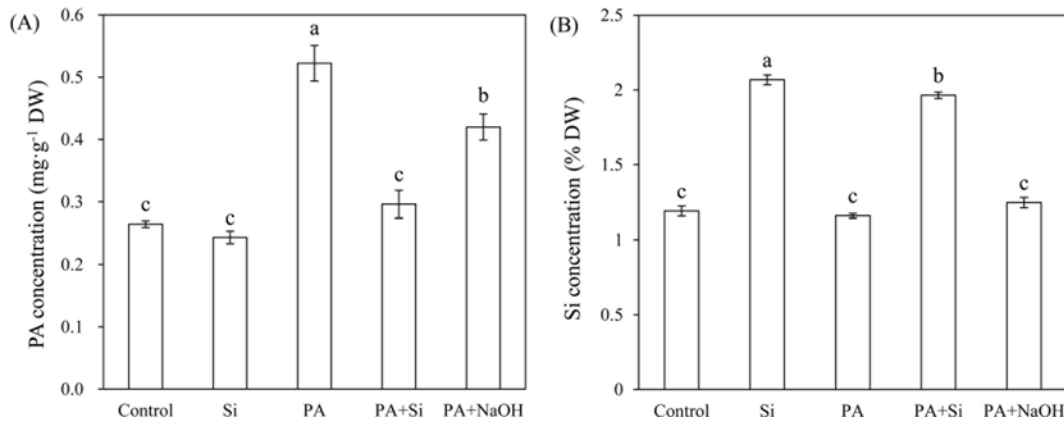 (A)
PA concentration (mg·g⁻¹ DW)
0.6
0.5
0.4
0.3
0.2
0.1
0.0
c
c
a
c
b
Control Si PA PA+Si PA+NaOH
(B)
Si concentration (% DW)
2.5
2
1.5
1
0.5
0
c
a
c
b
c
Control Si PA PA+Si PA+NaOH